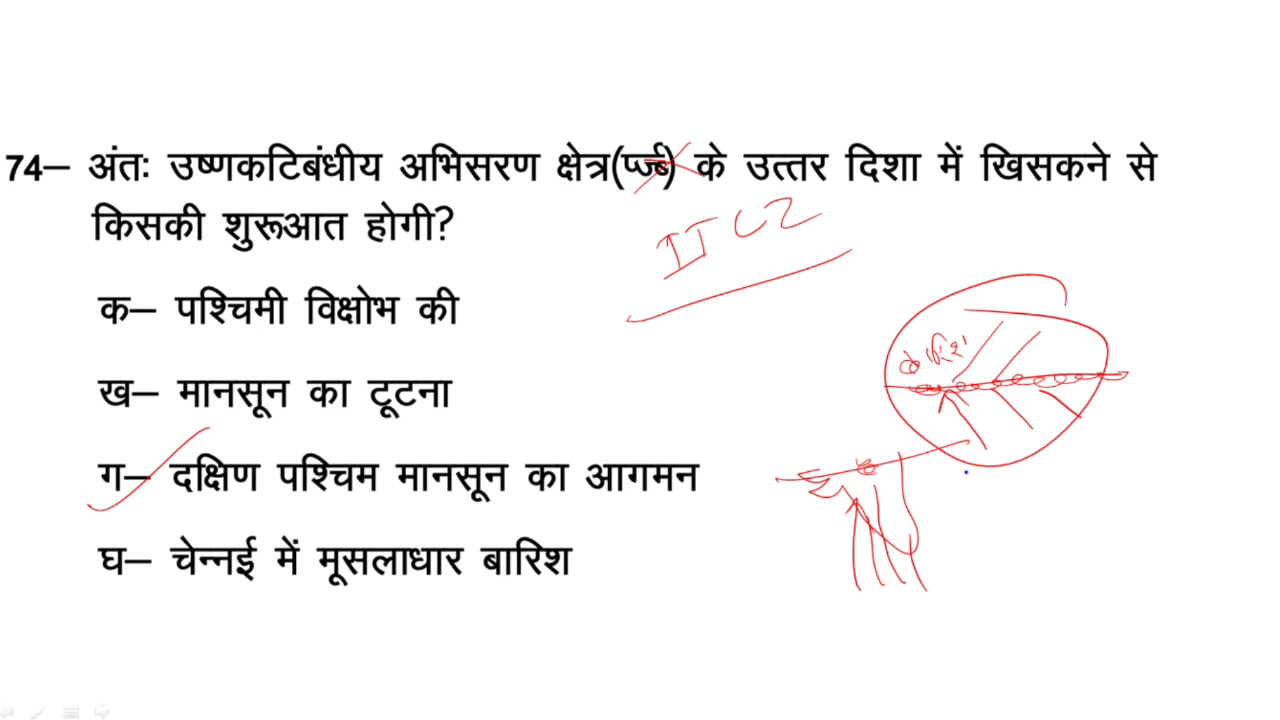 74– अंतः उष्णकटिबंधीय अभिसरण क्षेत्र(र्प्ज्ब्) के उत्तर दिशा में खिसकने से
किसकी शुरूआत होगी?
ITCZ
क– पश्चिमी विक्षोभ की
ख– मानसून का टूटना
ग– दक्षिण पश्चिम मानसून का आगमन
घ– चेन्नई में मूसलाधार बारिश